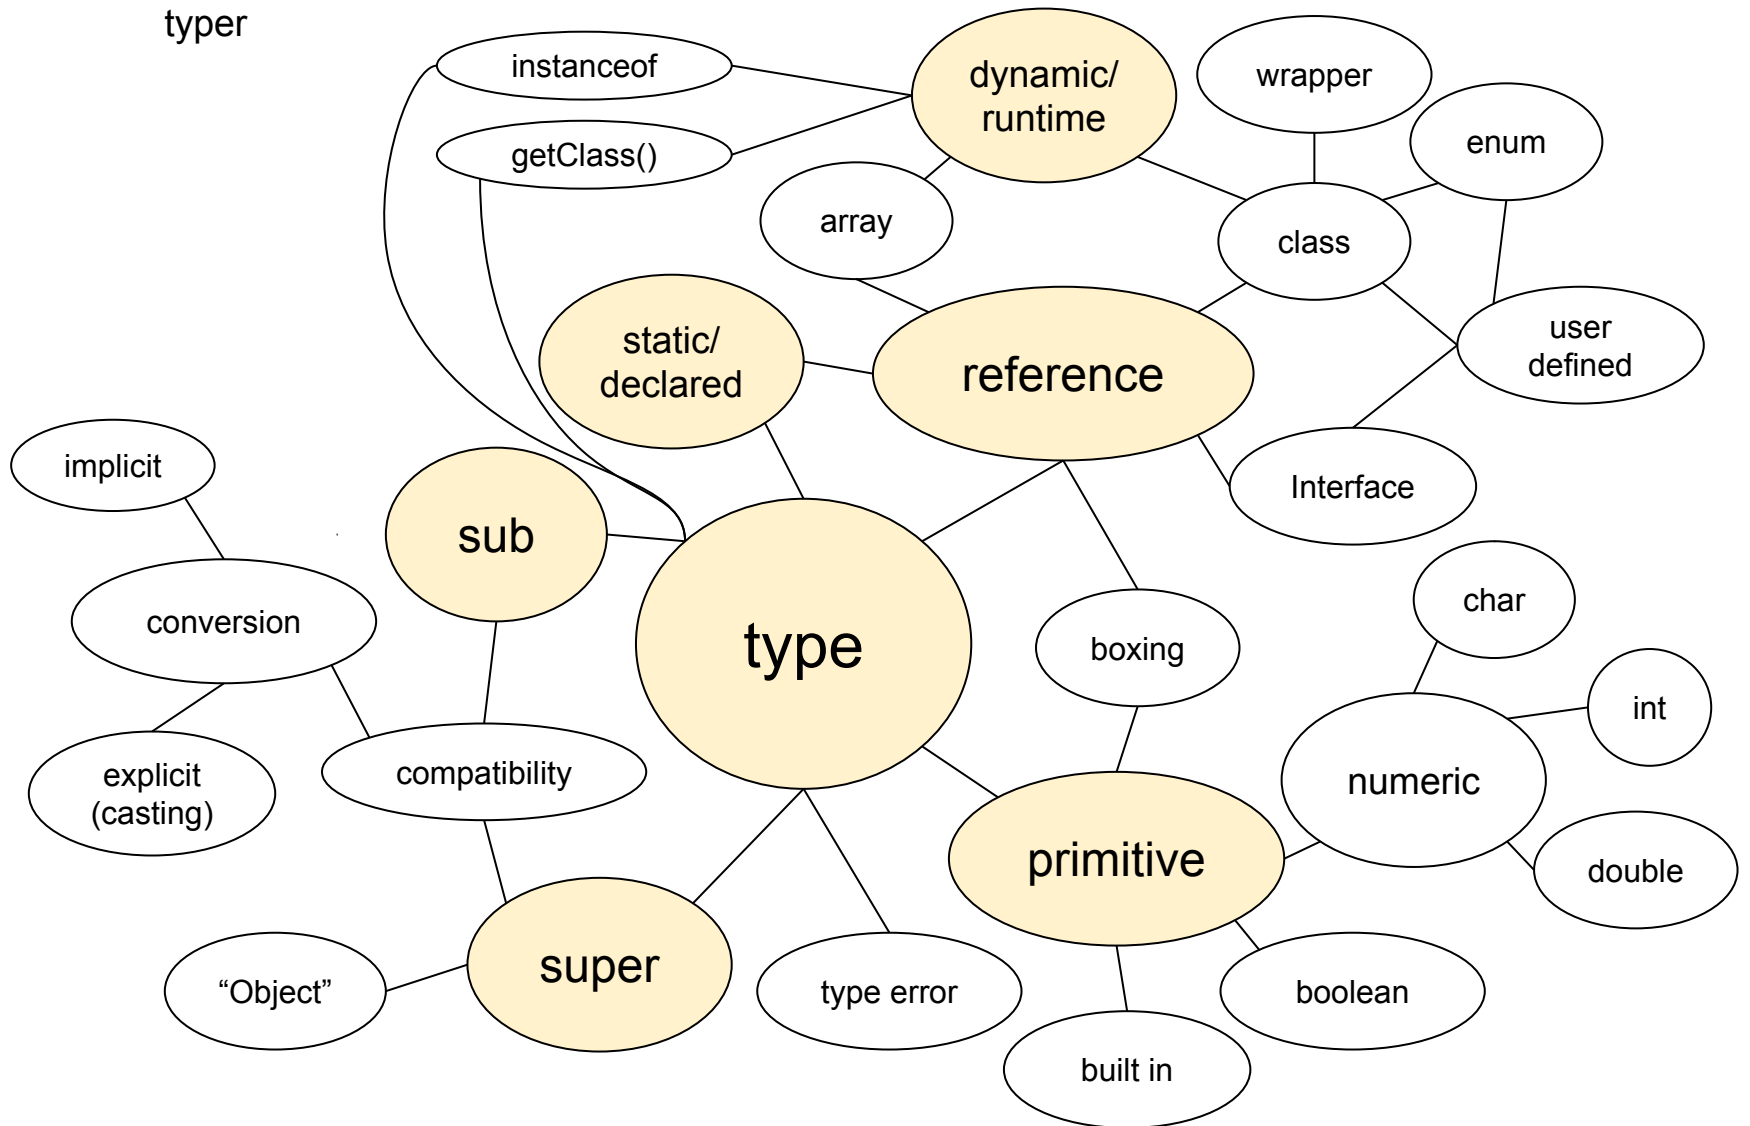 typer
instanceof
dynamic/
runtime
wrapper
enum
getClass()
array
class
static/
declared
reference
user
defined
implicit
sub
Interface
conversion
type
boxing
char
int
explicit
(casting)
compatibility
numeric
primitive
double
“Object”
super
type error
boolean
built in